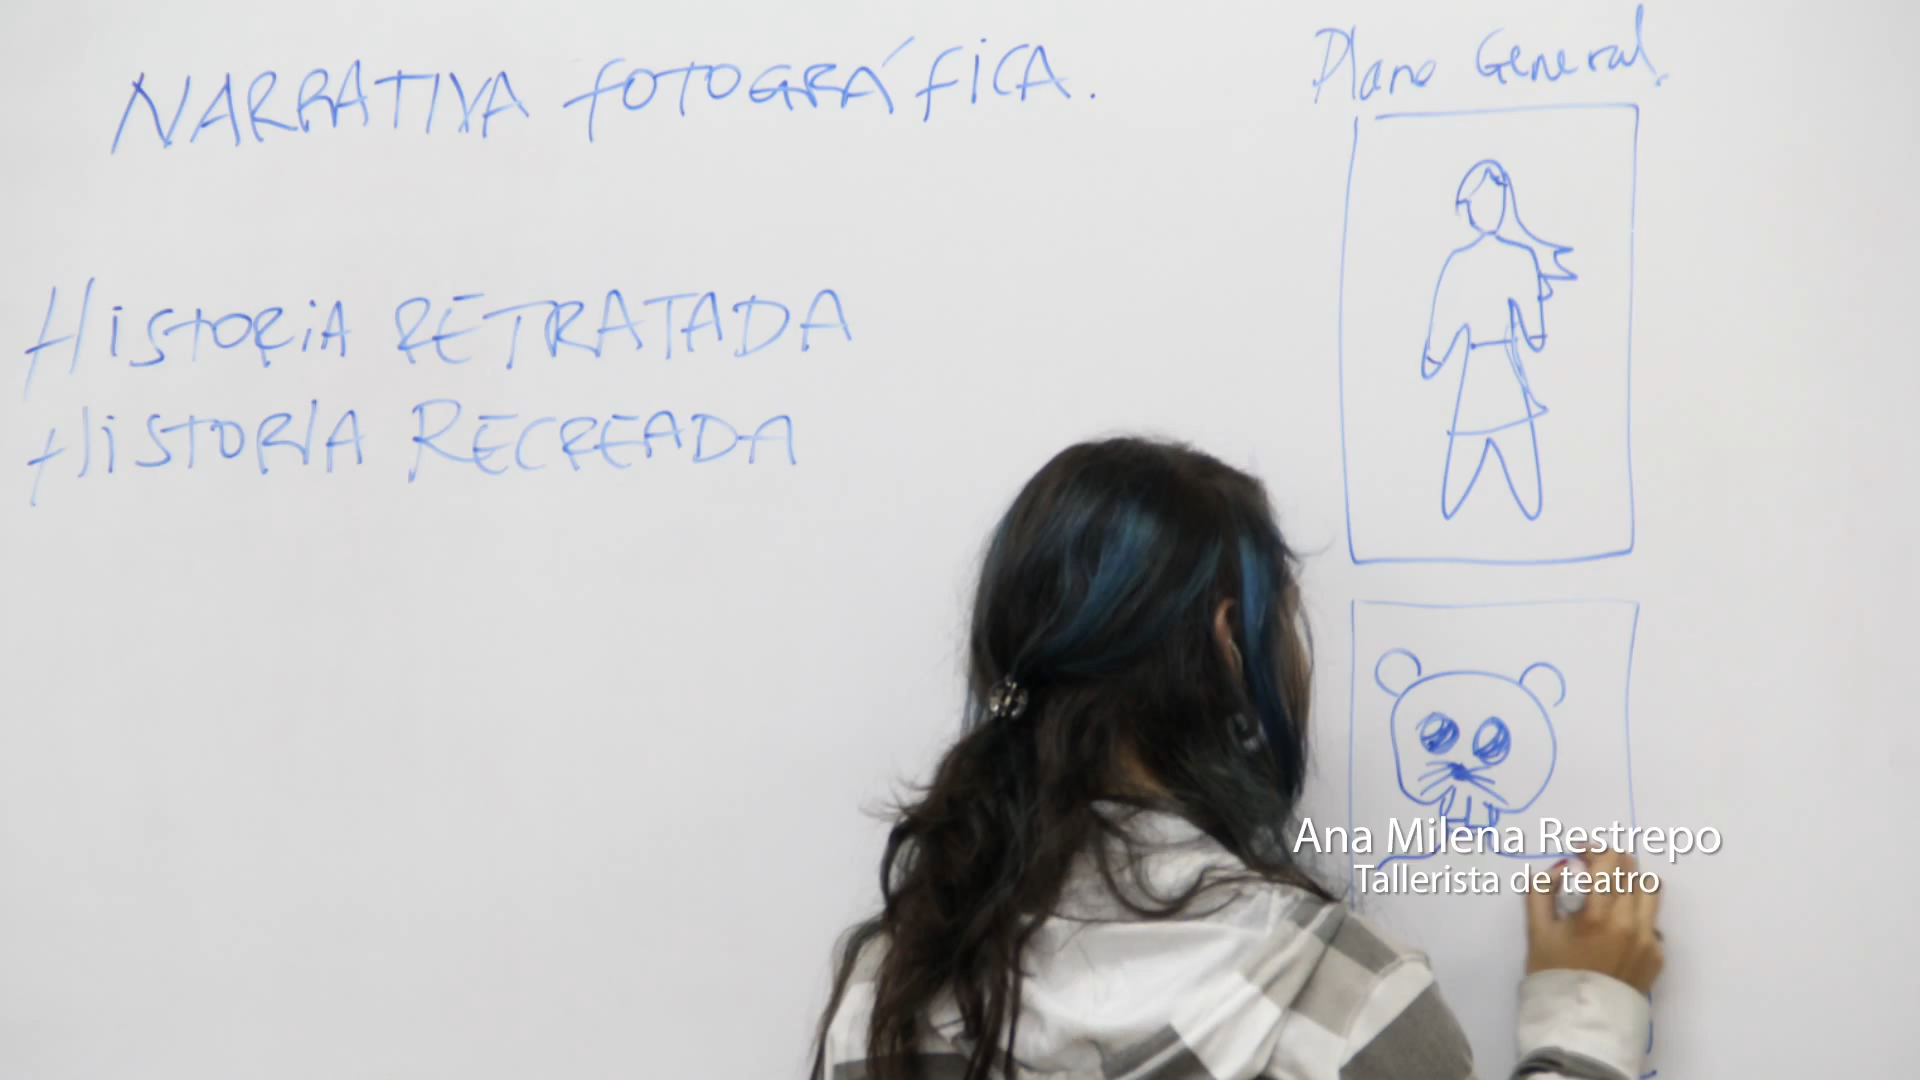 NARRATIVA FOTOGRÁFICA.
HISTORIA RETRATADA
HISTORIA RECREADA
Plano General.
Ana Milena Restrepo
Tallerista de teatro